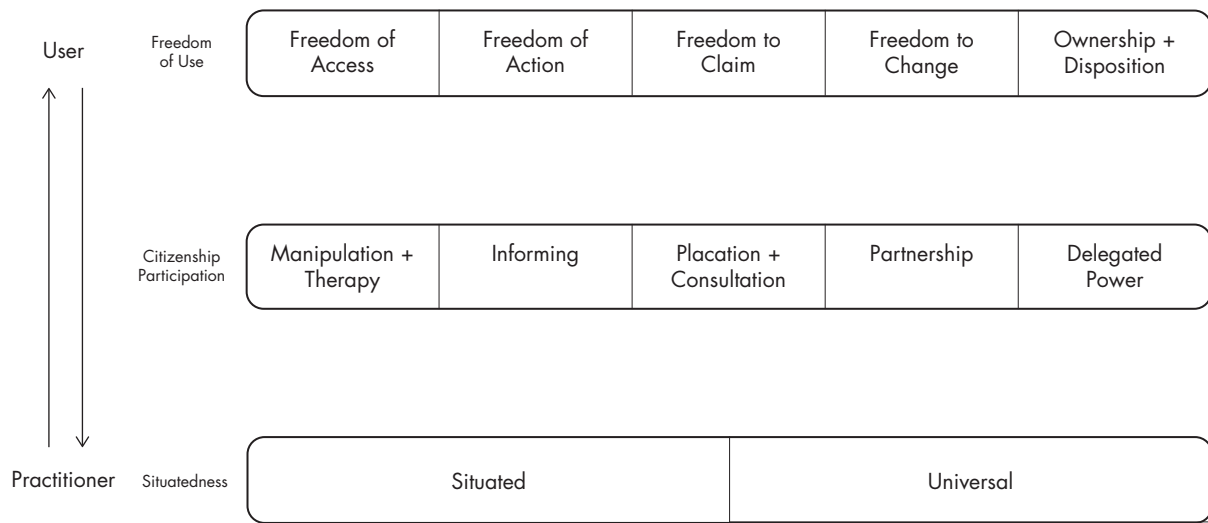 User
Freedom
of Use
Freedom of
Access
Freedom of
Action
Freedom to
Claim
Freedom to
Change
Ownership +
Disposition
Citizenship
Participation
Manipulation +
Therapy
Informing
Placation +
Consultation
Partnership
Delegated
Power
Practitioner
Situatedness
Situated
Universal